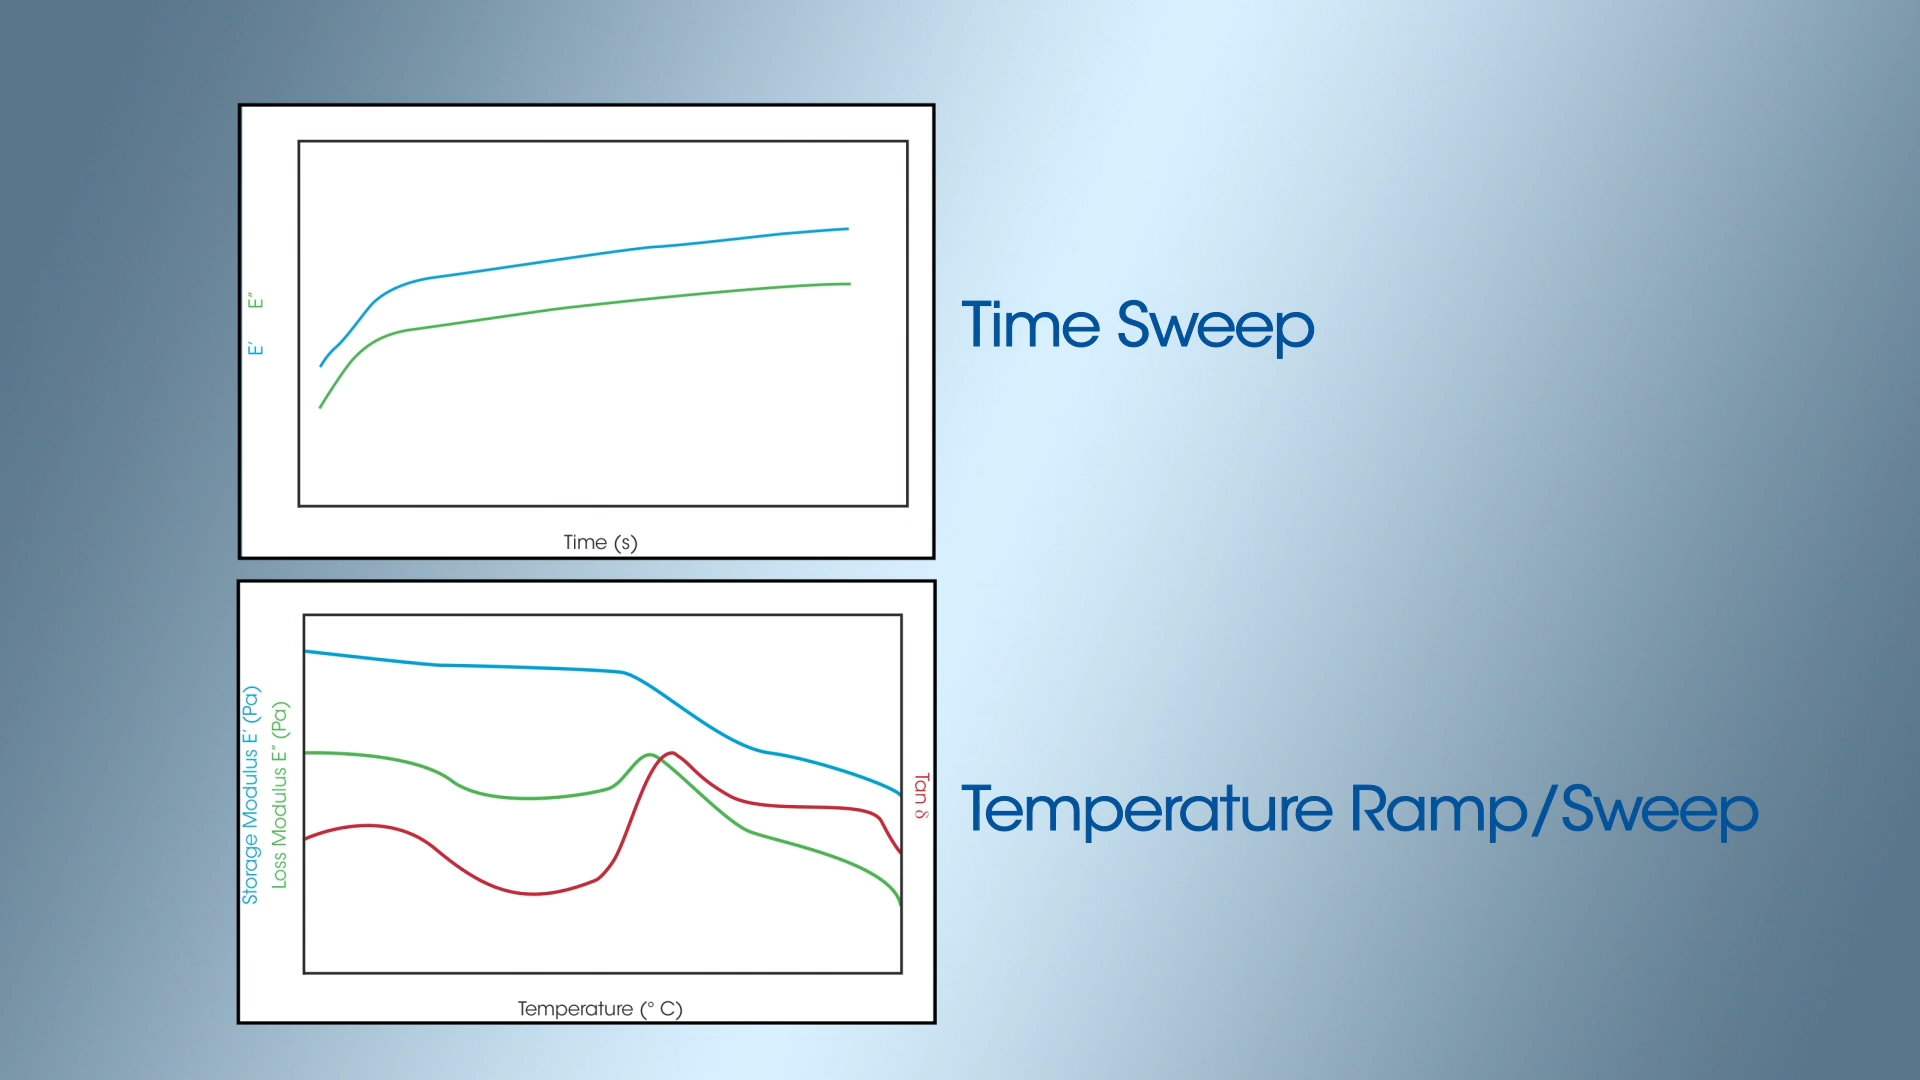 E′ E″
Time (s)
Time Sweep
Storage Modulus E′ (Pa)
Loss Modulus E″ (Pa)
Tan δ
Temperature (° C)
Temperature Ramp/Sweep